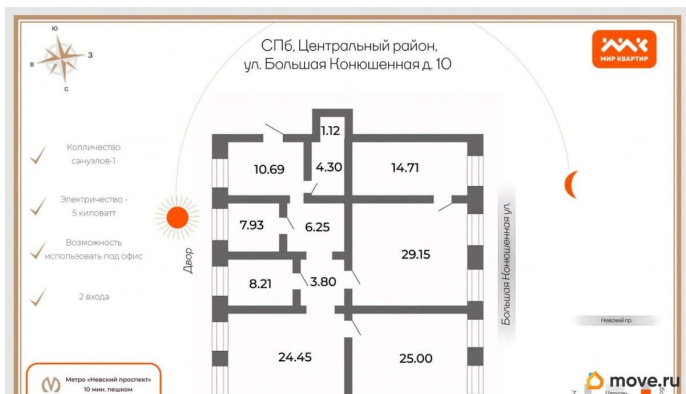 Ю
В
З
С
СПб, Центральный район,
ул. Большая Конюшенная д. 10
МИР КВАРТИР
Колличество
санузлов-1
Электричество -
5 киловатт
Возможность
использовать под офис
2 входа
Двор
1.12
10.69
4.30
14.71
7.93
6.25
29.15
8.21
3.80
24.45
25.00
Большая Конюшенная ул.
Невский пр.
Метро «Невский проспект»
10 мин. пешком
move.ru